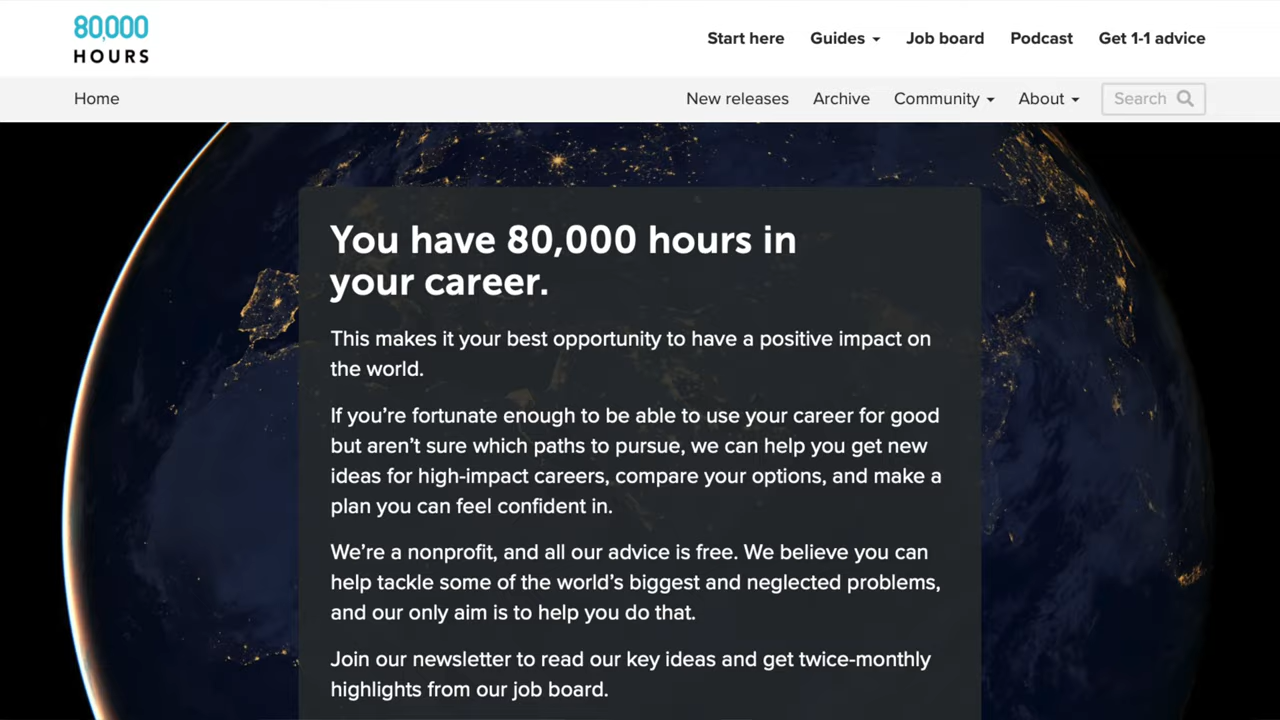 80,000
HOURS
Start here
Guides
Job board
Podcast
Get 1-1 advice
Home
New releases
Archive
Community
About
Search
You have 80,000 hours in
your career.
This makes it your best opportunity to have a positive impact on
the world.
If you're fortunate enough to be able to use your career for good
but aren't sure which paths to pursue, we can help you get new
ideas for high-impact careers, compare your options, and make a
plan you can feel confident in.
We're a nonprofit, and all our advice is free. We believe you can
help tackle some of the world's biggest and neglected problems,
and our only aim is to help you do that.
Join our newsletter to read our key ideas and get twice-monthly
highlights from our job board.